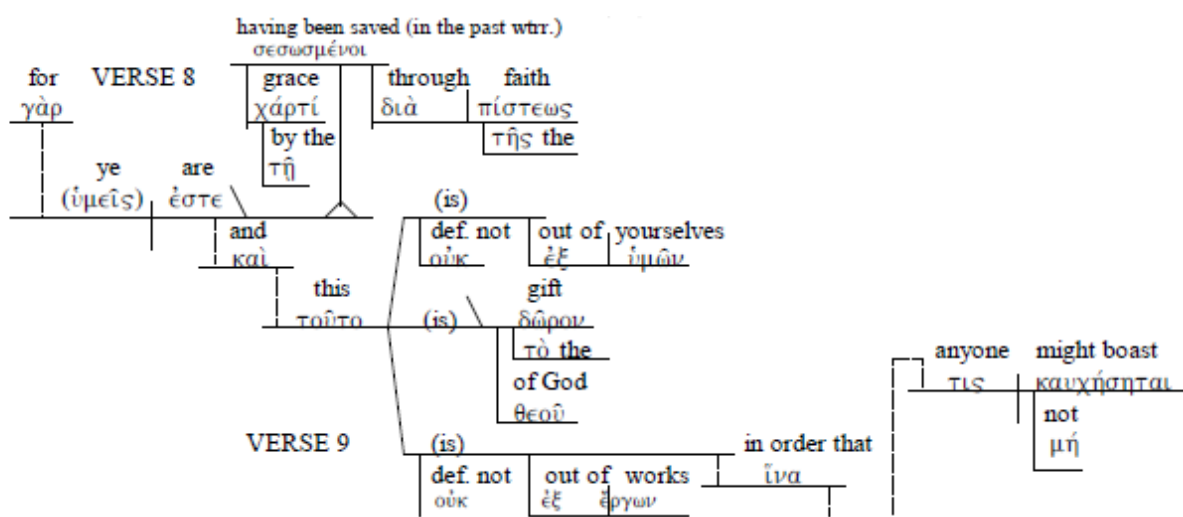 having been saved (in the past wtrr.)
σεσωσμένοι
for VERSE 8 grace through faith
γὰρ χάρτί διὰ πίστεως
by the τῆς the
τῇ
ye are (is)
(ὑμεῖς) ἐστε
and def. not out of yourselves
καὶ οὐκ ἐξ ὑμῶν
this gift
τοῦτο (is) δῶρον
τὸ the
anyone might boast
of God τις καυχήσηται
θεοῦ not
VERSE 9 (is) in order that μή
def. not out of works ἵνα
οὐκ ἐξ ἔργων